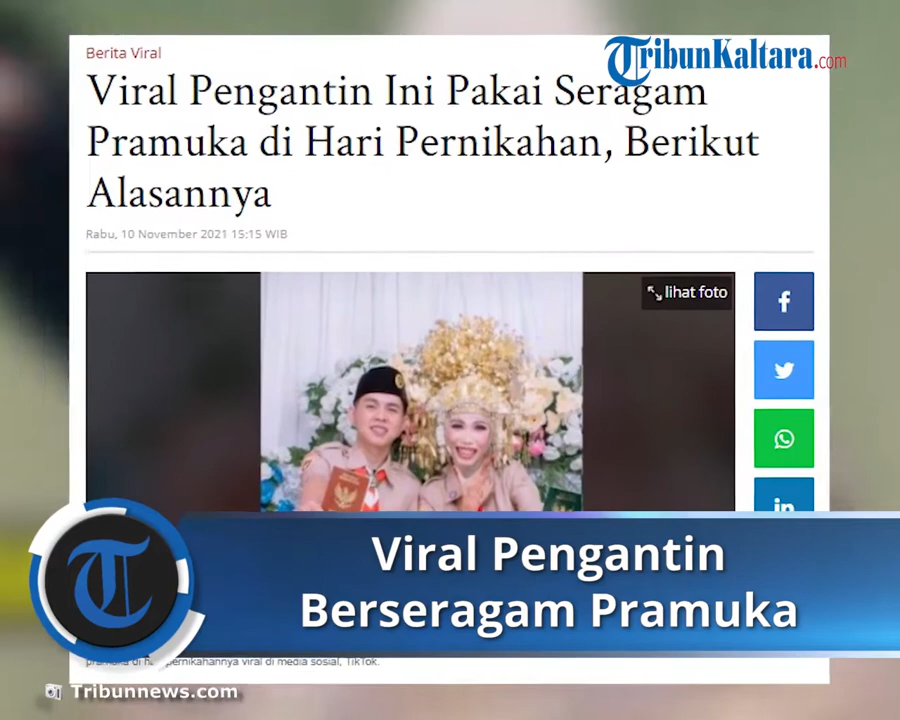 Berita Viral
TribunKaltara.com
Viral Pengantin Ini Pakai Seragam
Pramuka di Hari Pernikahan, Berikut
Alasannya
Rabu, 10 November 2021 15:15 WIB
lihat foto
f
in
T
Viral Pengantin
Berseragam Pramuka
pernikahannya viral di media sosial, TikTok.
Tribunnews.com